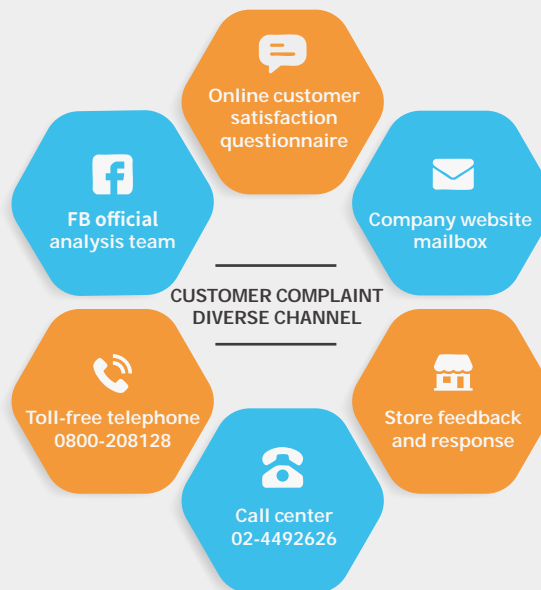 Online customer
satisfaction
questionnaire
FB official
analysis team
Company website
mailbox
CUSTOMER COMPLAINT
DIVERSE CHANNEL
Toll-free telephone
0800-208128
Store feedback
and response
Call center
02-4492626